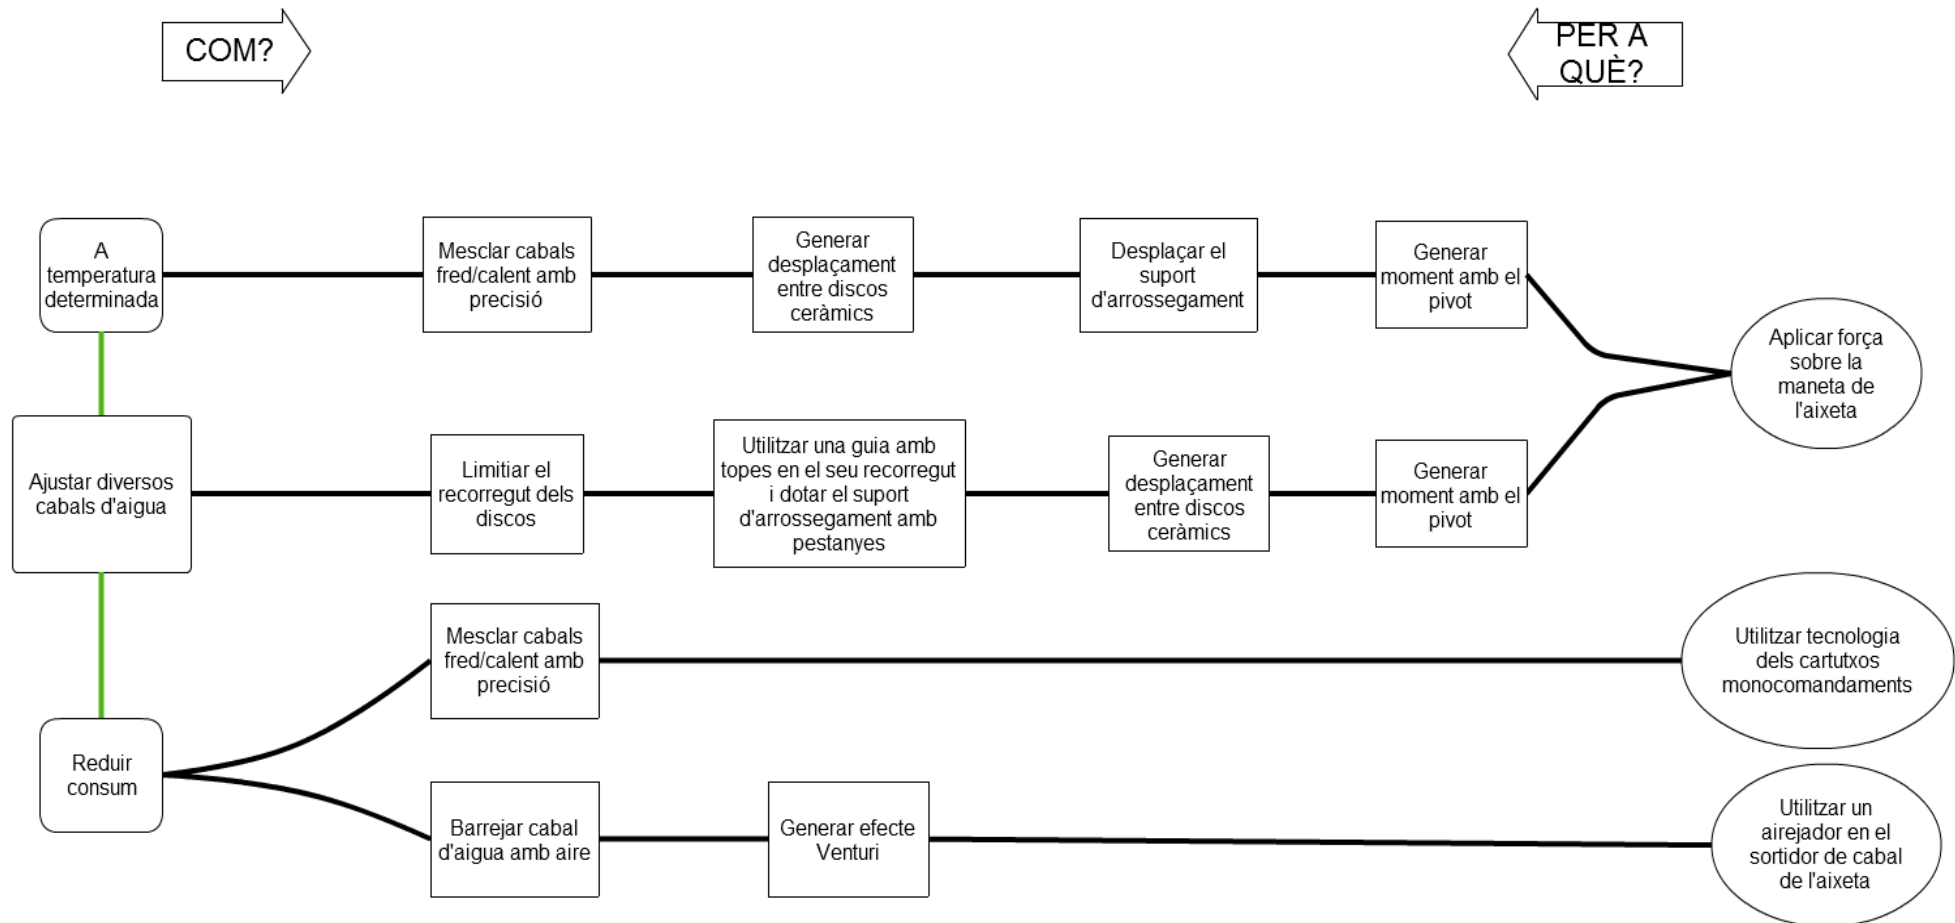 COM?
PER A
QUÈ?
A
temperatura
determinada
Mesclar cabals
fred/calent amb
precisió
Generar
desplaçament
entre discos
ceràmics
Desplaçar el
suport
d'arrossegament
Generar
moment amb el
pivot
Aplicar força
sobre la
maneta de
l'aixeta
Ajustar diversos
cabals d'aigua
Limitiar el
recorregut dels
discos
Utilitzar una guia amb
topes en el seu recorregut
i dotar el suport
d'arrossegament amb
pestanyes
Generar
desplaçament
entre discos
ceràmics
Generar
moment amb el
pivot
Reduir
consum
Mesclar cabals
fred/calent amb
precisió
Utilitzar tecnologia
dels cartutxos
monocomandaments
Barrejar cabal
d'aigua amb aire
Generar efecte
Venturi
Utilitzar un
airejador en el
sortidor de cabal
de l'aixeta